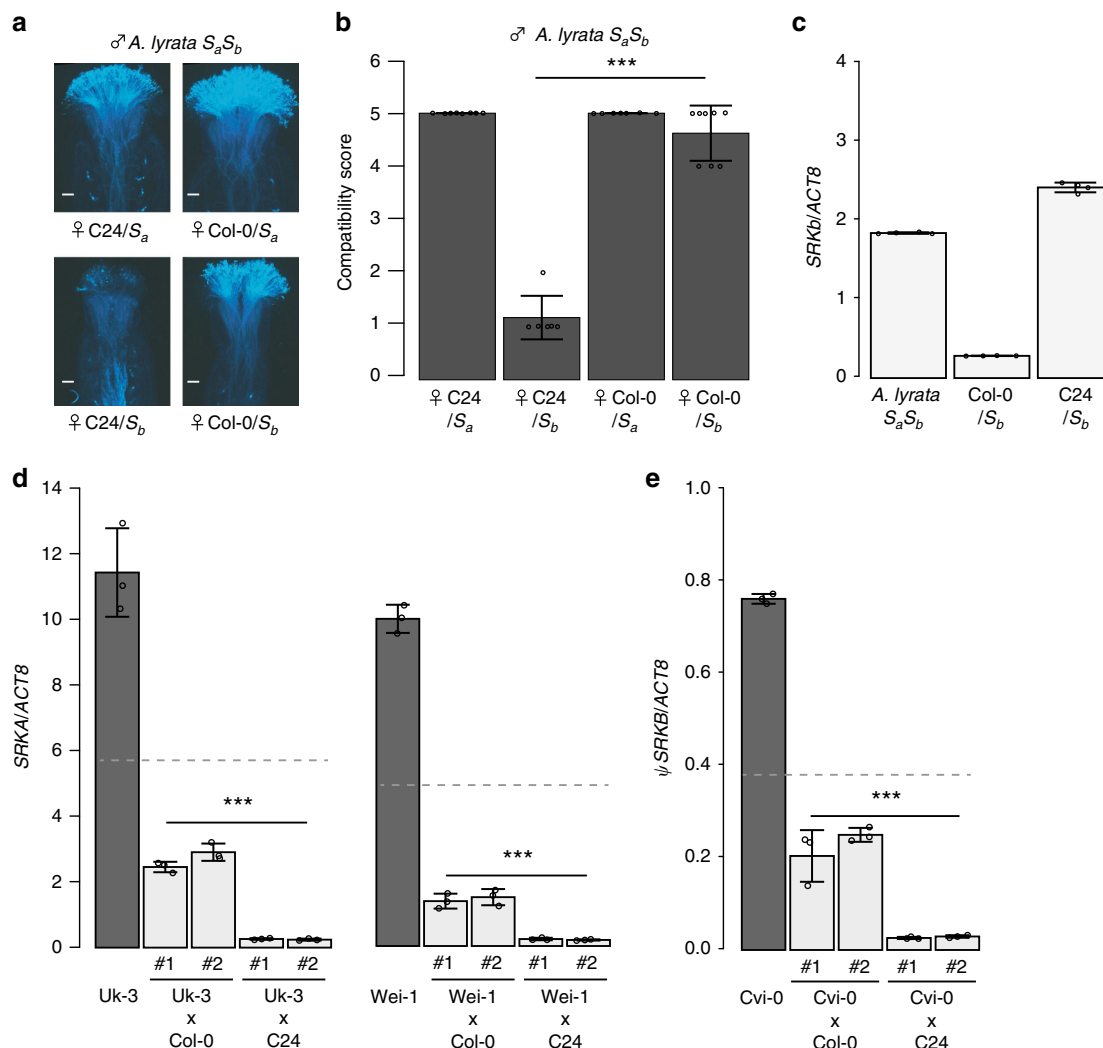 a
♂ A. lyrata SaSb
♀ C24/Sa
♀ Col-0/Sa
♀ C24/Sb
♀ Col-0/Sb
b
♂ A. lyrata SaSb
***
Compatibility score
6
5
4
3
2
1
0
♀ C24 /Sa
♀ C24 /Sb
♀ Col-0 /Sa
♀ Col-0 /Sb
c
SRKb/ACT8
4
3
2
1
0
A. lyrata SaSb
Col-0 /Sb
C24 /Sb
d
SRKA/ACT8
14
12
10
8
6
4
2
0
***
***
#1 #2 #1 #2
Uk-3
Uk-3 x Col-0
Uk-3 x C24
#1 #2 #1 #2
Wei-1
Wei-1 x Col-0
Wei-1 x C24
e
ψSRKB/ACT8
1.0
0.8
0.6
0.4
0.2
0.0
***
#1 #2 #1 #2
Cvi-0
Cvi-0 x Col-0
Cvi-0 x C24